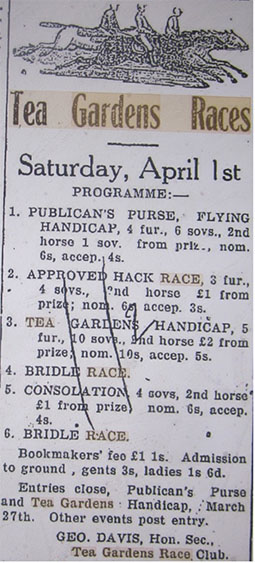 Tea Gardens Races
Saturday, April 1st
PROGRAMME:—
1. PUBLICAN'S PURSE, FLYING
HANDICAP, 4 fur., 6 sovs., 2nd
horse 1 sov. from priz., nom.
6s, accep. 4s.
2. APPROVED HACK RACE, 3 fur.,
4 sovs., 2nd horse £1 from
prize; nom. 6s, accep. 3s.
3. TEA GARDENS HANDICAP, 5
fur., 10 sovs., 2nd horse £2 from
prize, nom. 10s, accep. 5s.
4. BRIDLE RACE.
5. CONSOLATION, 4 sovs, 2nd horse
£1 from prize, nom. 6s, accep.
4s.
6. BRIDLE RACE.
Bookmakers' fee £1 1s. Admission
to ground, gents 3s, ladies 1s 6d.
Entries close, Publican's Purse
and Tea Gardens Handicap, March
27th. Other events post entry.
GEO. DAVIS, Hon. Sec.,
Tea Gardens Race Club.